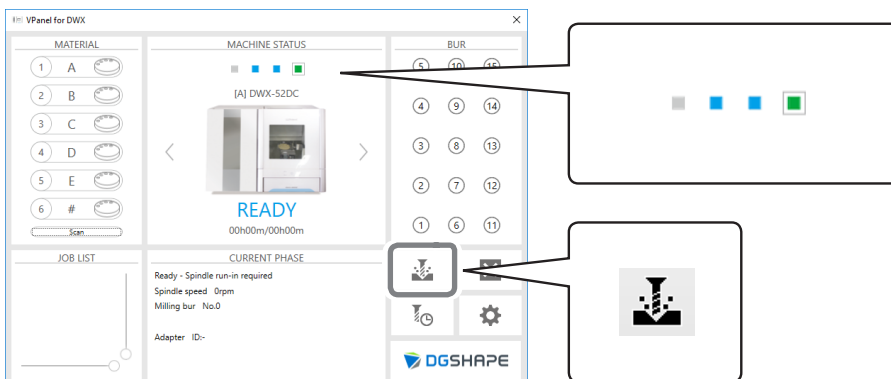 VPanel for DWX
MATERIAL
1 A
2 B
3 C
4 D
5 E
6 #
Scan
MACHINE STATUS
[A] DWX-52DC
READY
00h00m/00h00m
BUR
5 10 15
4 9 14
3 8 13
2 7 12
1 6 11
JOB LIST
CURRENT PHASE
Ready - Spindle run-in required
Spindle speed 0rpm
Milling bur No.0
Adapter ID:-
DGSHAPE